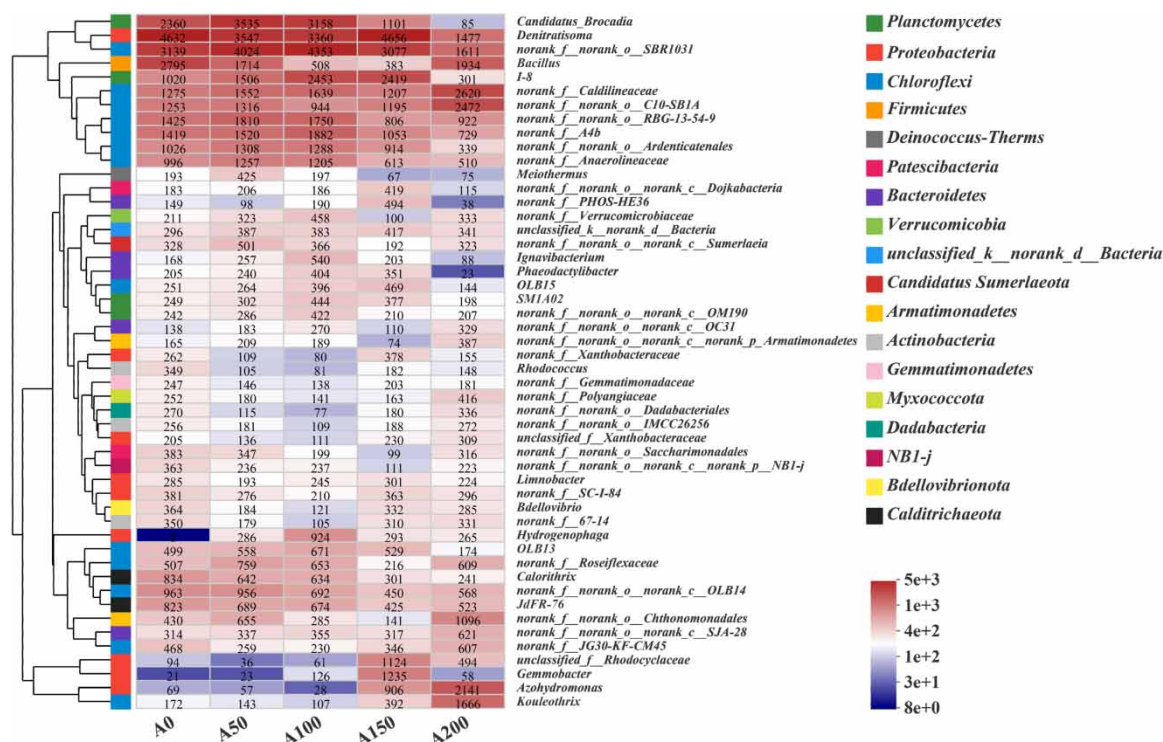 2360 3535 3158 1101 85 Candidatus_Brocadia
4632 3547 3360 4656 1477 Denitratisoma
3139 4024 4353 3077 1611 norank_f__norank_o__SBR1031
2795 1714 508 383 1934 Bacillus
1020 1506 2453 2419 301 I-8
1275 1552 1639 1207 2620 norank_f__Caldilineaceae
1253 1316 944 1195 2472 norank_f__norank_o__C10-SB1A
1425 1810 1750 806 922 norank_f__norank_o__RBG-13-54-9
1419 1520 1882 1053 729 norank_f__A4b
1026 1308 1288 914 339 norank_f__norank_o__Ardenticatenales
996 1257 1205 613 510 norank_f__Anaerolineaceae
193 425 197 67 75 Meiothermus
183 206 186 419 115 norank_f__norank_o__norank_c__Dojkabacteria
149 98 190 494 38 norank_f__PHOS-HE36
211 323 458 100 333 norank_f__Verrucomicrobiaceae
296 387 383 417 341 unclassified_k__norank_d__Bacteria
328 501 366 192 323 norank_f__norank_o__norank_c__Sumerlaeia
168 257 540 203 88 Ignavibacterium
205 240 404 351 23 Phaeodactylibacter
251 264 396 469 144 OLB15
249 302 444 377 198 SM1A02
242 286 422 210 207 norank_f__norank_o__norank_c__OM190
138 183 270 110 329 norank_f__norank_o__norank_c__OC31
165 209 189 74 387 norank_f__norank_o__norank_c__norank_p_Armatimonadetes
262 109 80 378 155 norank_f__Xanthobacteraceae
349 105 81 182 148 Rhodococcus
247 146 138 203 181 norank_f__Gemmatimonadaceae
252 180 141 163 416 norank_f__Polyangiaceae
270 115 77 180 336 norank_f__norank_o__Dadabacteriales
256 181 109 188 272 norank_f__norank_o__IMCC26256
205 136 111 230 309 unclassified_f__Xanthobacteraceae
383 347 199 99 316 norank_f__norank_o__Saccharimonadales
363 236 237 111 223 norank_f__norank_o__norank_c__norank_p__NB1-j
285 193 245 301 224 Limnobacter
381 276 210 363 296 norank_f__SC-I-84
364 184 121 332 285 Bdellovibrio
350 179 105 310 331 norank_f__67-14
286 924 293 265 Hydrogenophaga
499 558 671 529 174 OLB13
507 759 653 216 609 norank_f__Roseiflexaceae
834 642 634 301 241 Calorithrix
963 956 692 450 568 norank_f__norank_o__norank_c__OLB14
823 689 674 425 523 JdFR-76
430 655 285 141 1096 norank_f__norank_o__Chthonomonadales
314 337 355 317 621 norank_f__norank_o__norank_c__SJA-28
468 259 230 346 607 norank_f__JG30-KF-CM45
94 36 61 1124 494 unclassified_f__Rhodocyclaceae
21 23 126 1235 58 Gemmobacter
69 57 28 906 2141 Azohydromonas
172 143 107 392 1666 Kouleothrix
A0 A50 A100 A150 A200
Planctomycetes
Proteobacteria
Chloroflexi
Firmicutes
Deinococcus-Therms
Patescibacteria
Bacteroidetes
Verrucomicobia
unclassified_k__norank_d__Bacteria
Candidatus Sumerlaeota
Armatimonadetes
Actinobacteria
Gemmatimonadetes
Myxococcota
Dadabacteria
NB1-j
Bdellovibrionota
Calditrichaeota
5e+3
1e+3
4e+2
1e+2
3e+1
8e+0